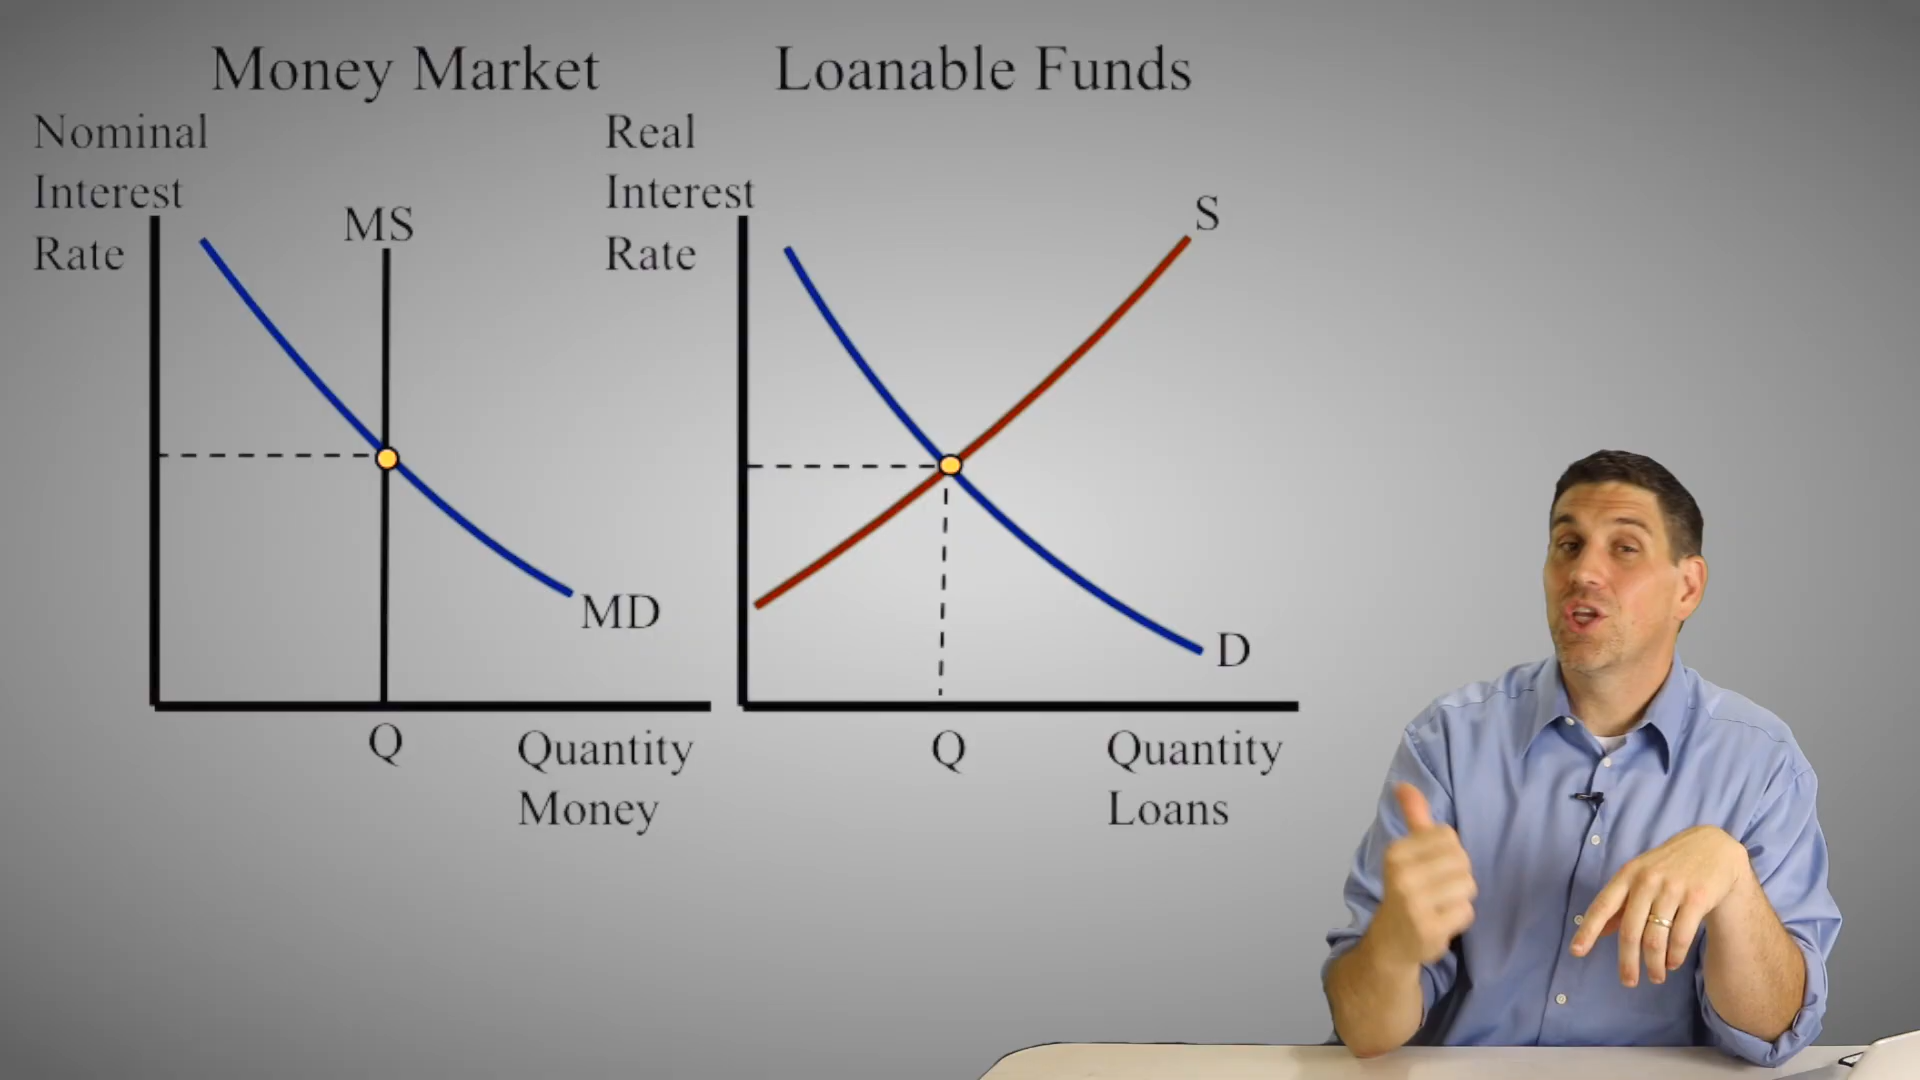 Money Market
Nominal
Interest
Rate
MS
MD
Q
Quantity
Money
Loanable Funds
Real
Interest
Rate
S
D
Q
Quantity
Loans